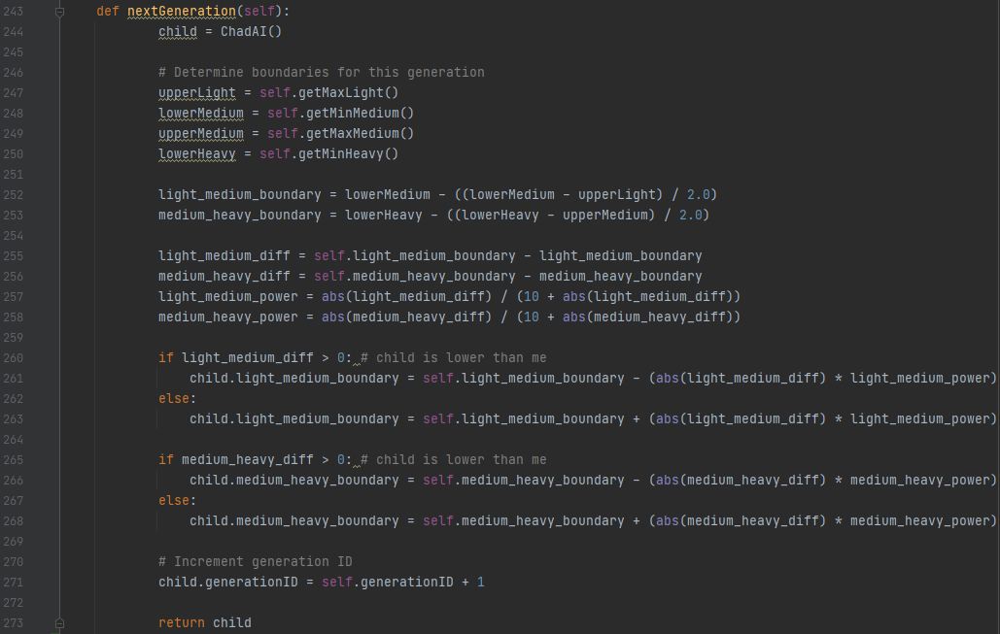 243 def nextGeneration(self):
244 child = ChadAI()
245
246 # Determine boundaries for this generation
247 upperLight = self.getMaxLight()
248 lowerMedium = self.getMinMedium()
249 upperMedium = self.getMaxMedium()
250 lowerHeavy = self.getMinHeavy()
251
252 light_medium_boundary = lowerMedium - ((lowerMedium - upperLight) / 2.0)
253 medium_heavy_boundary = lowerHeavy - ((lowerHeavy - upperMedium) / 2.0)
254
255 light_medium_diff = self.light_medium_boundary - light_medium_boundary
256 medium_heavy_diff = self.medium_heavy_boundary - medium_heavy_boundary
257 light_medium_power = abs(light_medium_diff) / (10 + abs(light_medium_diff))
258 medium_heavy_power = abs(medium_heavy_diff) / (10 + abs(medium_heavy_diff))
259
260 if light_medium_diff > 0: # child is lower than me
261 child.light_medium_boundary = self.light_medium_boundary - (abs(light_medium_diff) * light_medium_power)
262 else:
263 child.light_medium_boundary = self.light_medium_boundary + (abs(light_medium_diff) * light_medium_power)
264
265 if medium_heavy_diff > 0: # child is lower than me
266 child.medium_heavy_boundary = self.medium_heavy_boundary - (abs(medium_heavy_diff) * medium_heavy_power)
267 else:
268 child.medium_heavy_boundary = self.medium_heavy_boundary + (abs(medium_heavy_diff) * medium_heavy_power)
269
270 # Increment generation ID
271 child.generationID = self.generationID + 1
272
273 return child